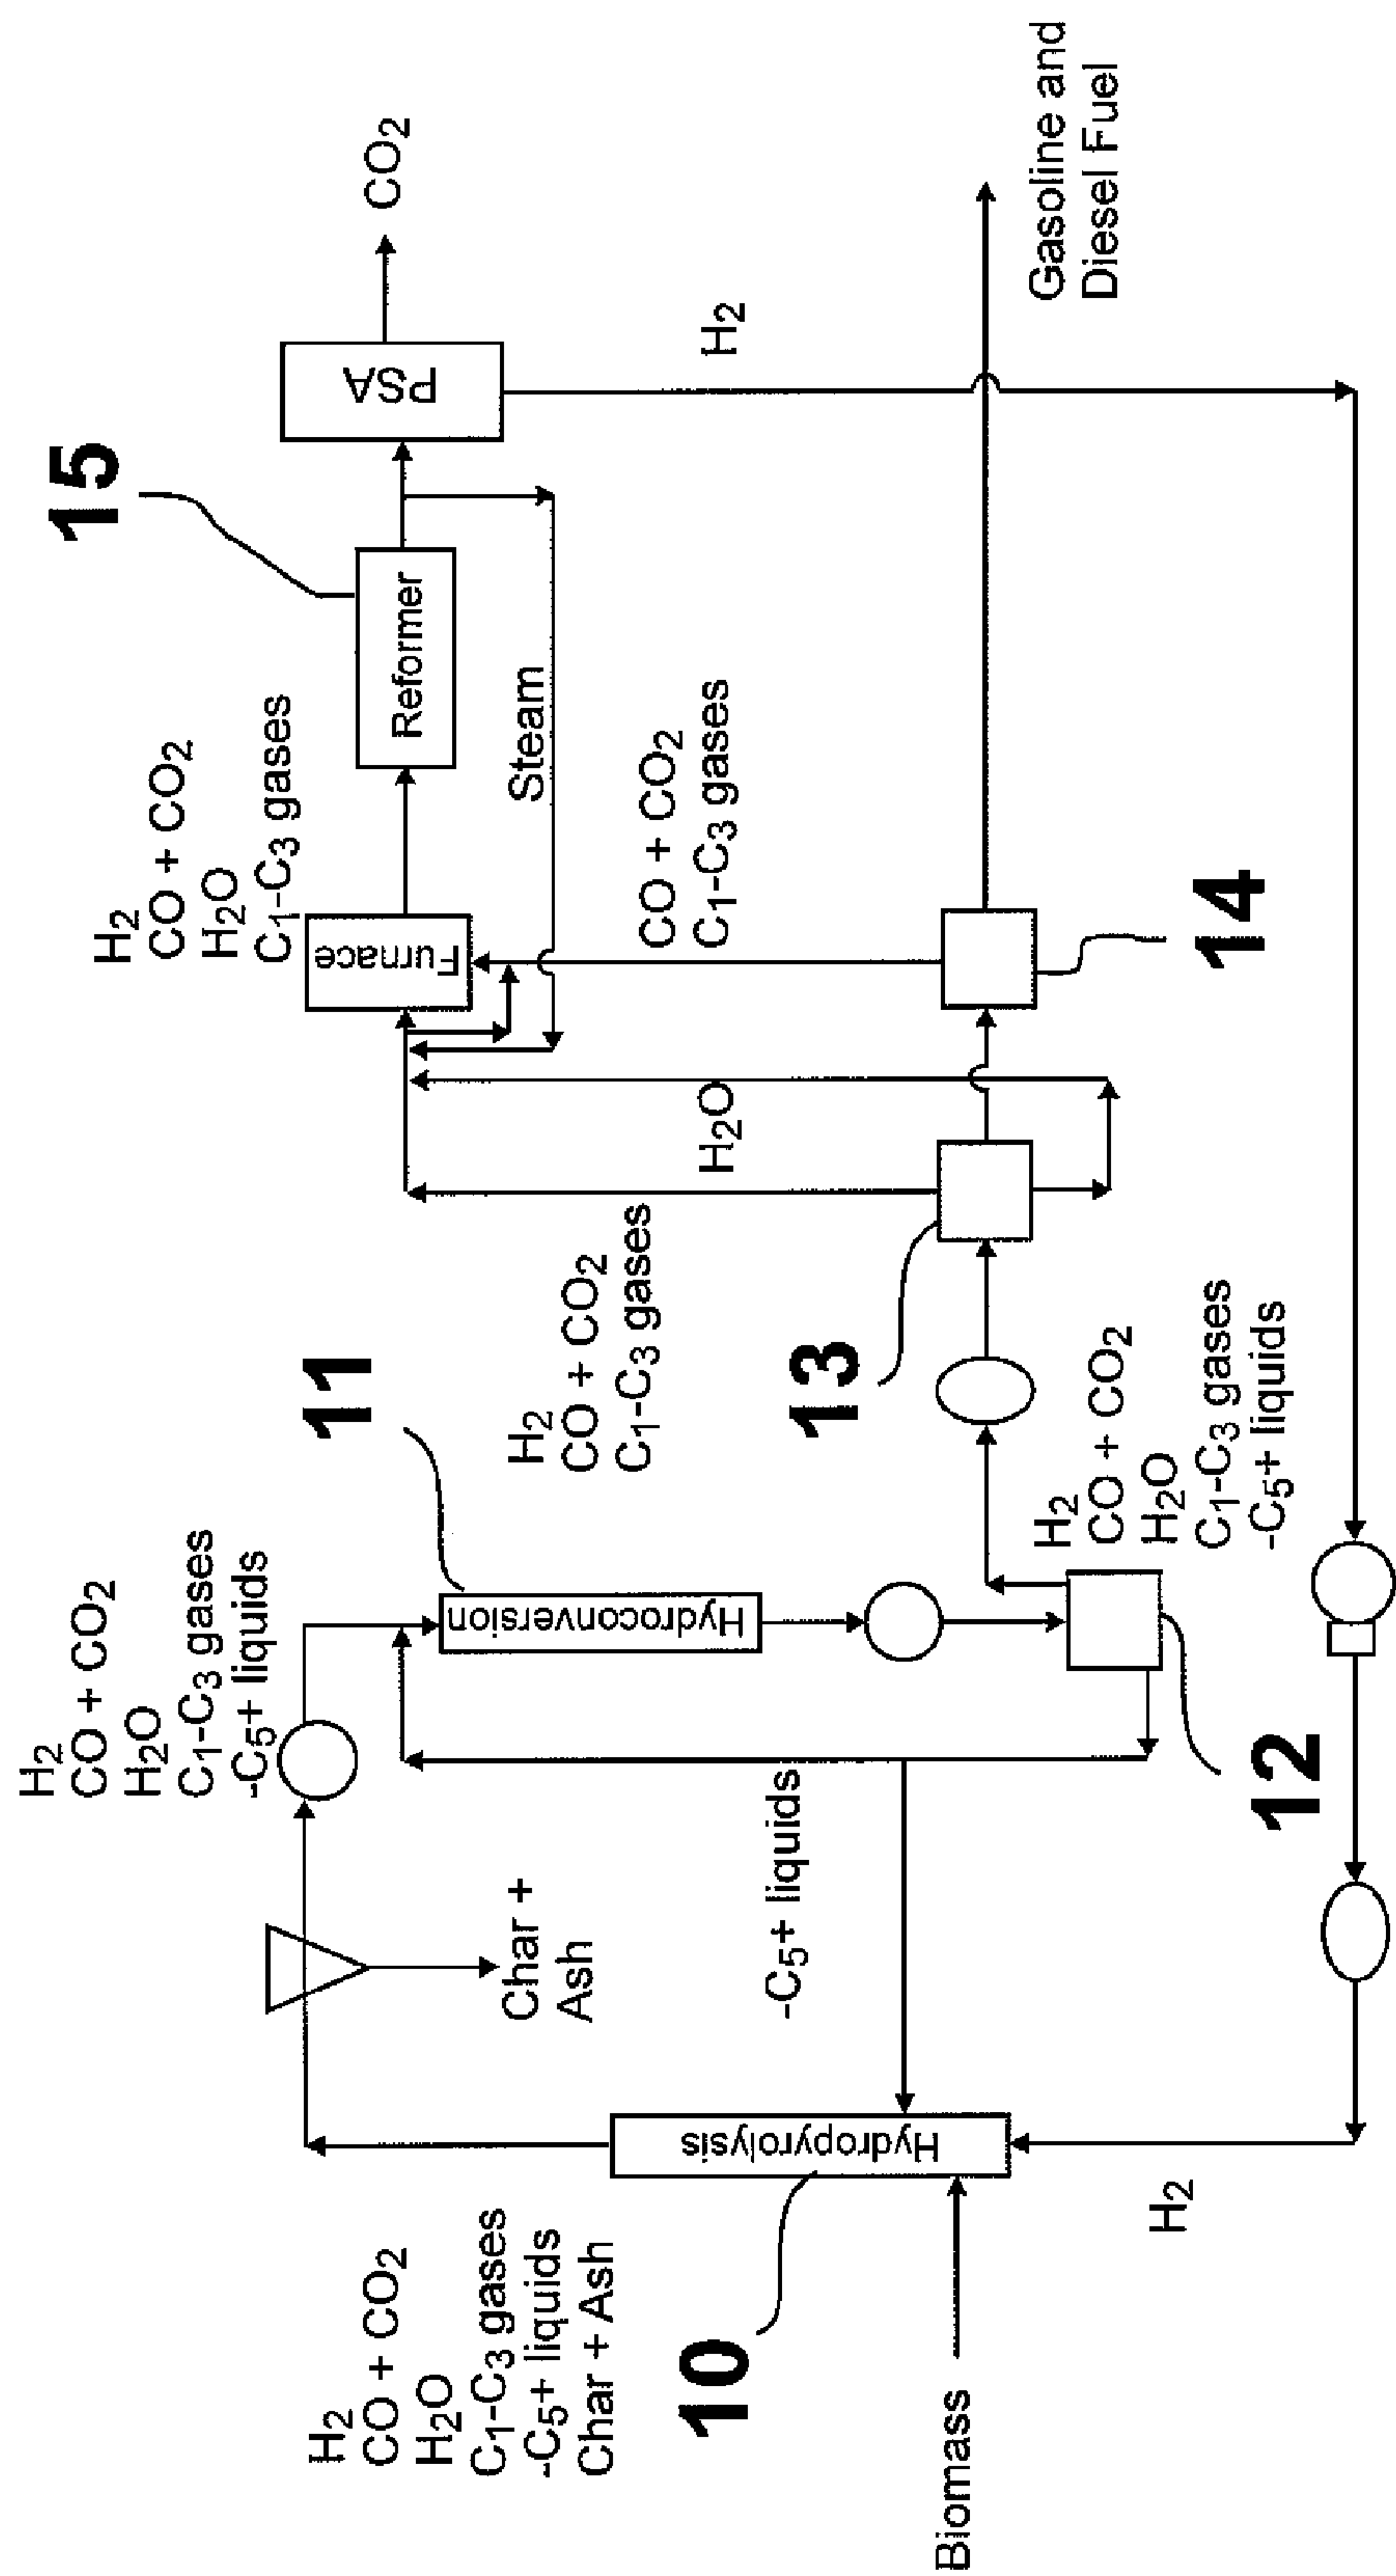 H2
CO + CO2
H2O
C1-C3 gases
-C5+ liquids
Char + Ash
10
Biomass
Hydropyrolysis
H2
Char +
Ash
H2
CO + CO2
H2O
C1-C3 gases
-C5+ liquids
-C5+ liquids
11
Hydroconversion
12
H2
CO + CO2
H2O
C1-C3 gases
-C5+ liquids
13
H2
CO + CO2
C1-C3 gases
H2O
14
CO + CO2
C1-C3 gases
Steam
H2
CO + CO2
H2O
C1-C3 gases
Furnace
Reformer
15
PSA
CO2
H2
Gasoline and
Diesel Fuel